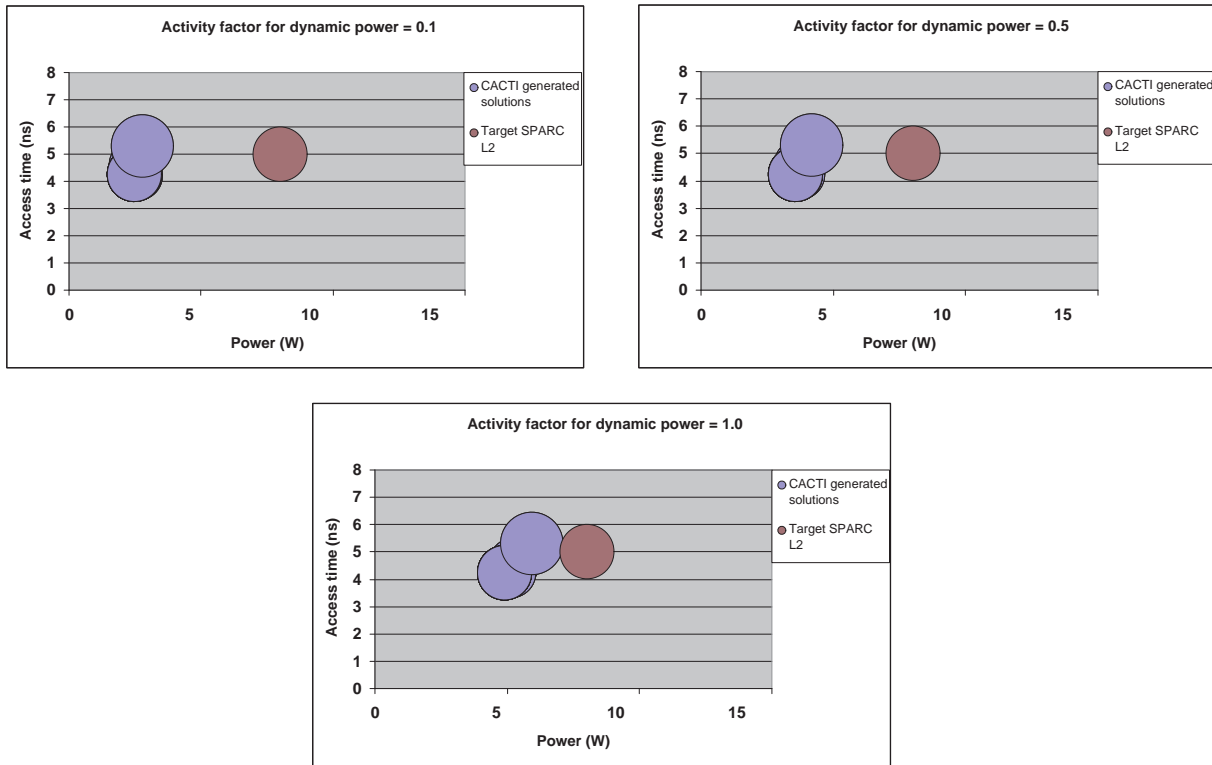 Activity factor for dynamic power = 0.1
8
7
6
5
4
3
2
1
0
Access time (ns)
0 5 10 15
Power (W)
CACTI generated
solutions
Target SPARC
L2
Activity factor for dynamic power = 0.5
8
7
6
5
4
3
2
1
0
Access time (ns)
0 5 10 15
Power (W)
CACTI generated
solutions
Target SPARC
L2
Activity factor for dynamic power = 1.0
8
7
6
5
4
3
2
1
0
Access time (ns)
0 5 10 15
Power (W)
CACTI generated
solutions
Target SPARC
L2